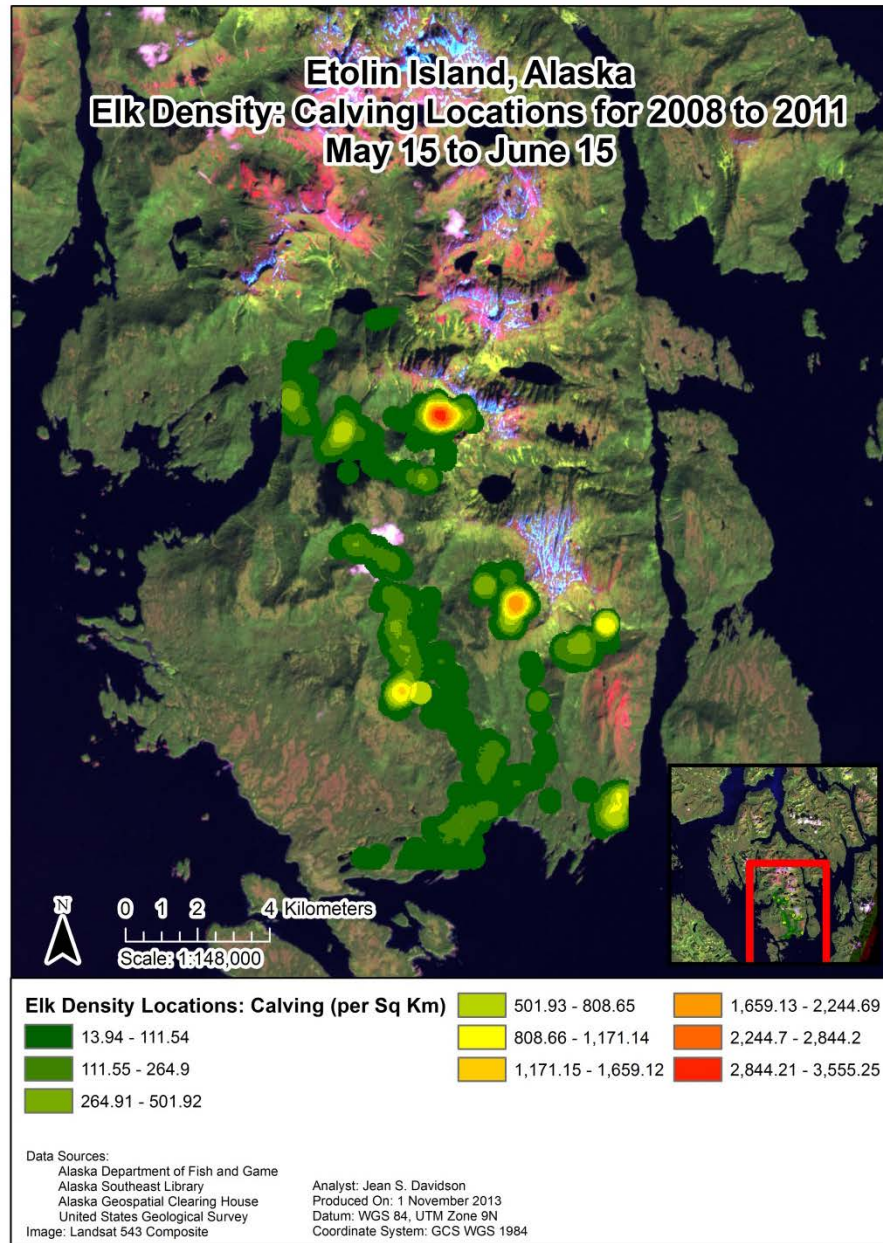 Etolin Island, Alaska
Elk Density: Calving Locations for 2008 to 2011
May 15 to June 15
N
0 1 2 4 Kilometers
Scale: 1:148,000
Elk Density Locations: Calving (per Sq Km)
13.94 - 111.54
111.55 - 264.9
264.91 - 501.92
501.93 - 808.65
808.66 - 1,171.14
1,171.15 - 1,659.12
1,659.13 - 2,244.69
2,244.7 - 2,844.2
2,844.21 - 3,555.25
Data Sources:
Alaska Department of Fish and Game
Alaska Southeast Library
Alaska Geospatial Clearing House
United States Geological Survey
Image: Landsat 543 Composite
Analyst: Jean S. Davidson
Produced On: 1 November 2013
Datum: WGS 84, UTM Zone 9N
Coordinate System: GCS WGS 1984